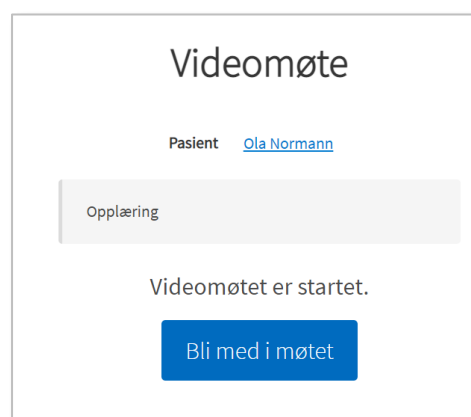 Videomøte
Pasient Ola Normann
Opplæring
Videomøtet er startet.
Bli med i møtet